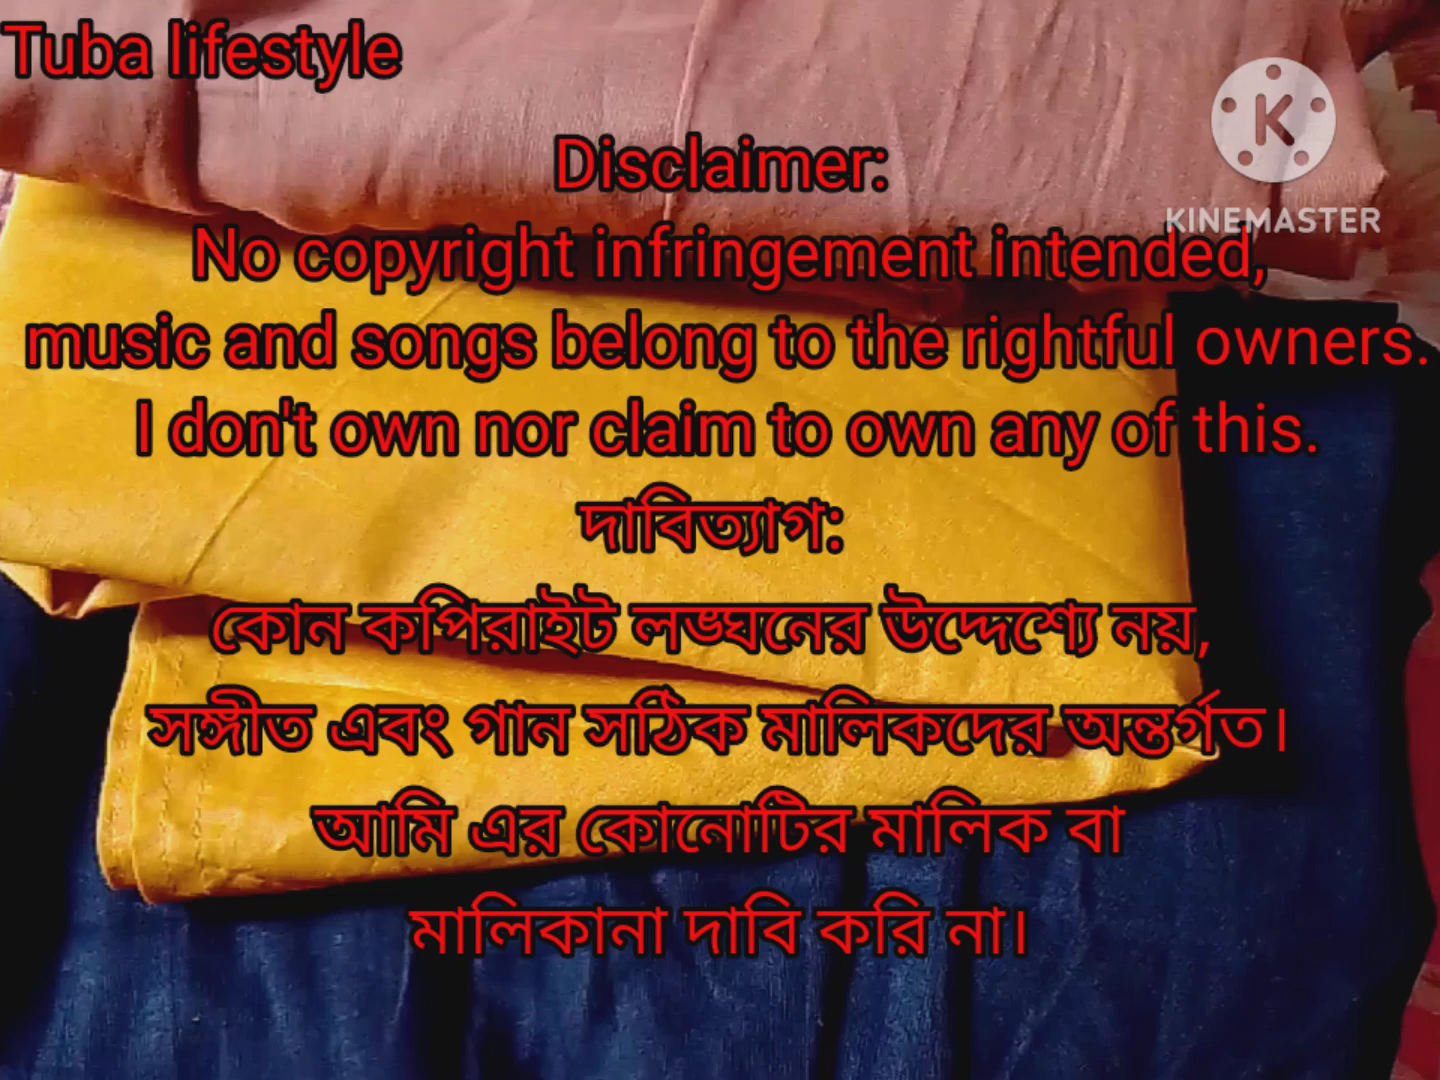 Tuba lifestyle
KINEMASTER
Disclaimer:
No copyright infringement intended,
music and songs belong to the rightful owners.
I don't own nor claim to own any of this.
দাবিত্যাগ:
কোন কপিরাইট লঙ্ঘনের উদ্দেশ্যে নয়,
সঙ্গীত এবং গান সঠিক মালিকদের অন্তর্গত।
আমি এর কোনোটির মালিক বা
মালিকানা দাবি করি না।